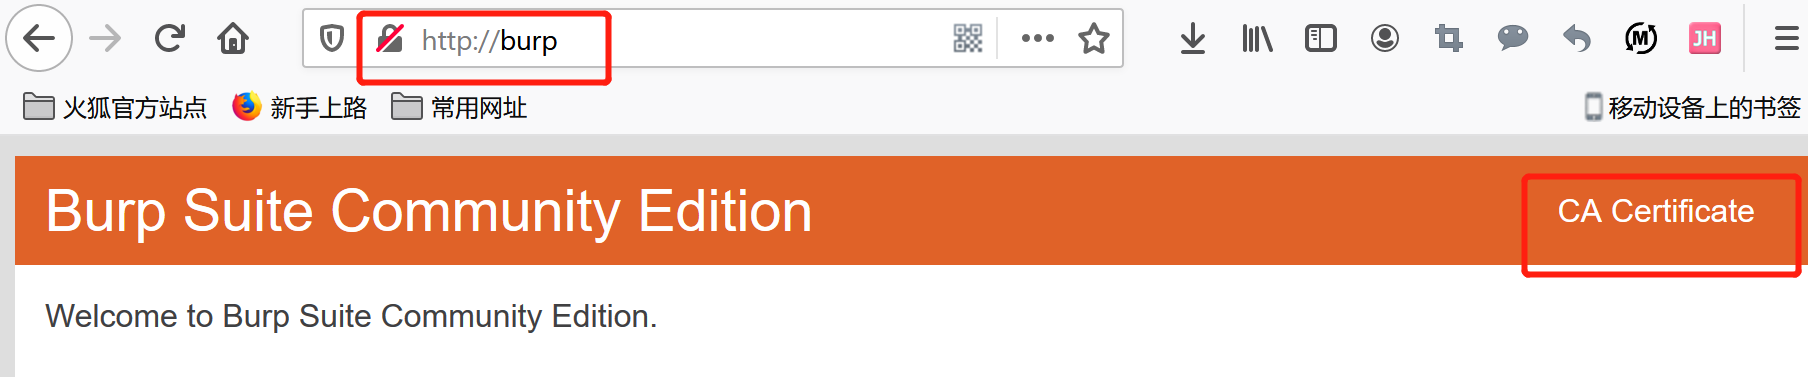 http://burp
M
JH
火狐官方站点 新手上路 常用网址 移动设备上的书签
Burp Suite Community Edition
CA Certificate
Welcome to Burp Suite Community Edition.